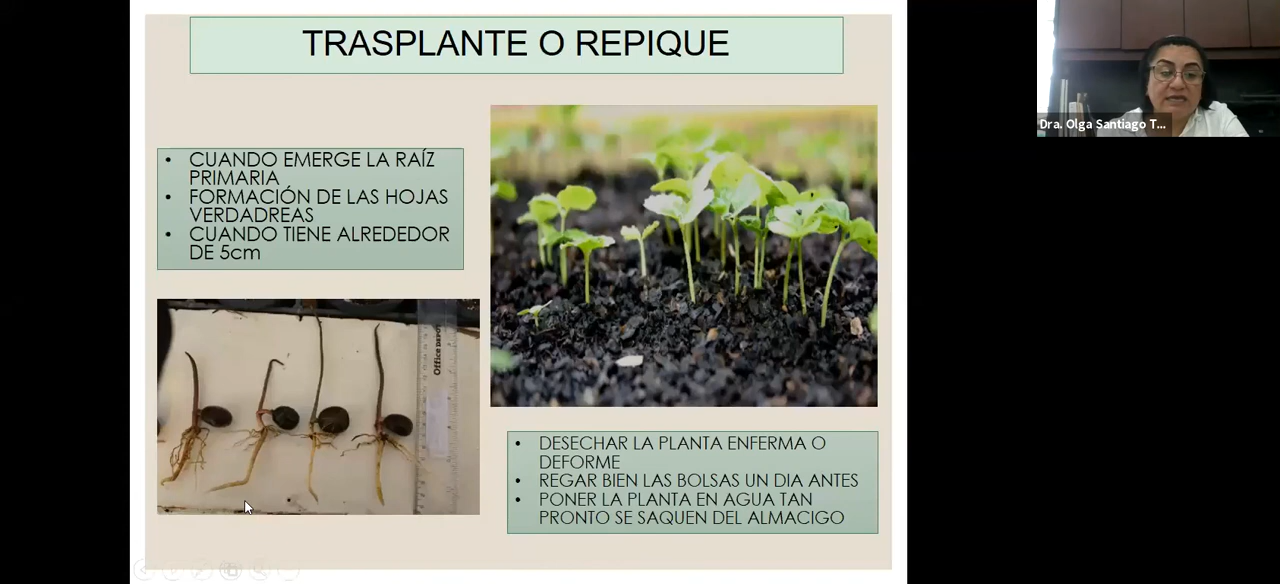 TRASPLANTE O REPIQUE
• CUANDO EMERGE LA RAÍZ
PRIMARIA
• FORMACIÓN DE LAS HOJAS
VERDADREAS
• CUANDO TIENE ALREDEDOR
DE 5cm
Office DEPOT
• DESECHAR LA PLANTA ENFERMA O
DEFORME
• REGAR BIEN LAS BOLSAS UN DIA ANTES
• PONER LA PLANTA EN AGUA TAN
PRONTO SE SAQUEN DEL ALMACIGO
Dra. Olga Santiago T...